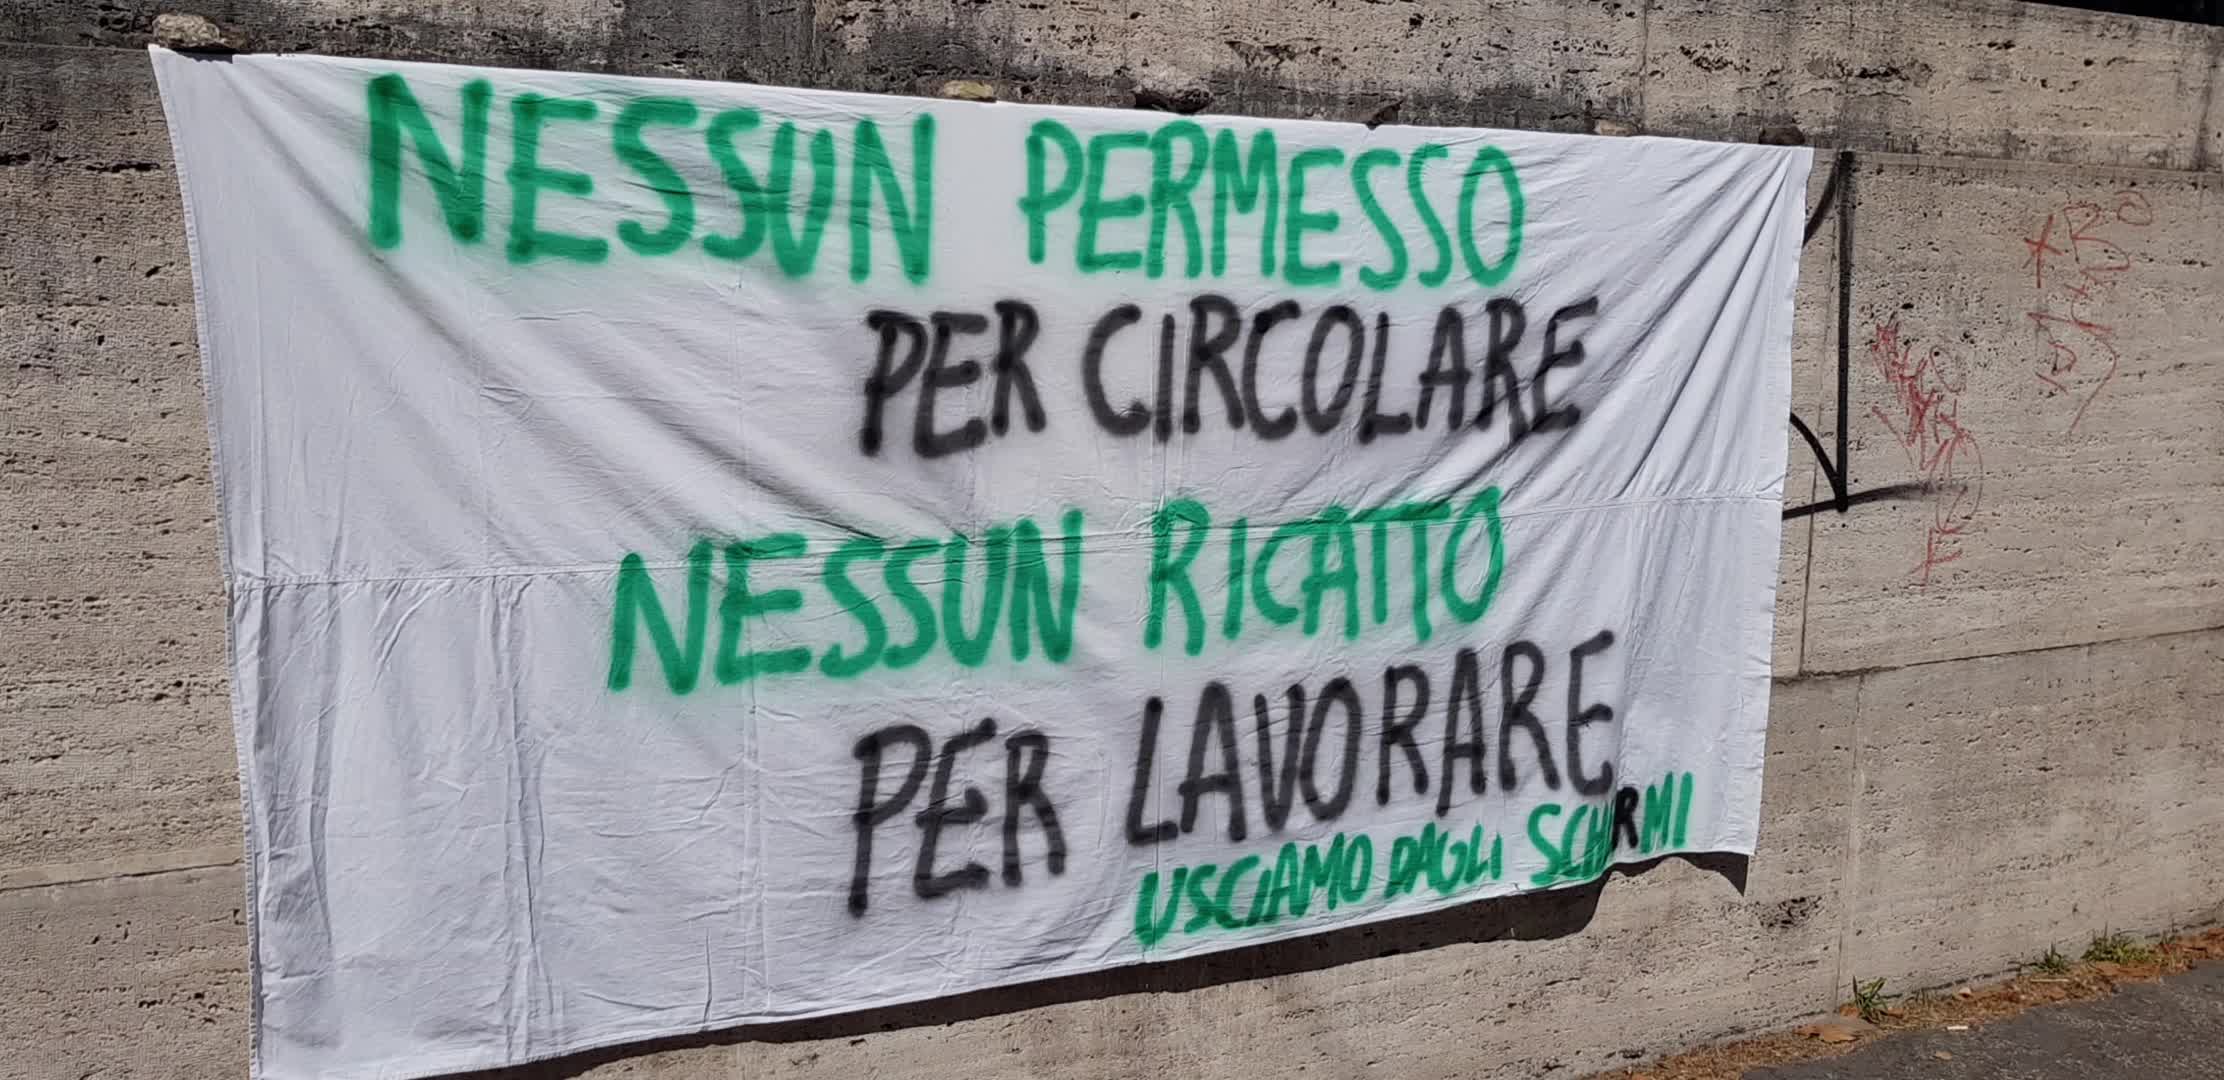 NESSUN PERMESSO
PER CIRCOLARE
NESSUN RICATTO
PER LAVORARE
USCIAMO DAGLI SCHERMI